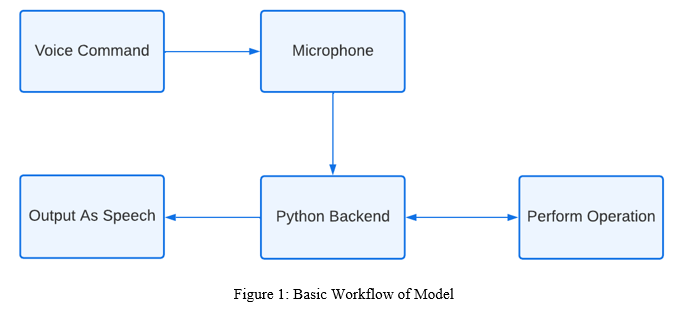 Voice Command
Microphone
Output As Speech
Python Backend
Perform Operation
Figure 1: Basic Workflow of Model